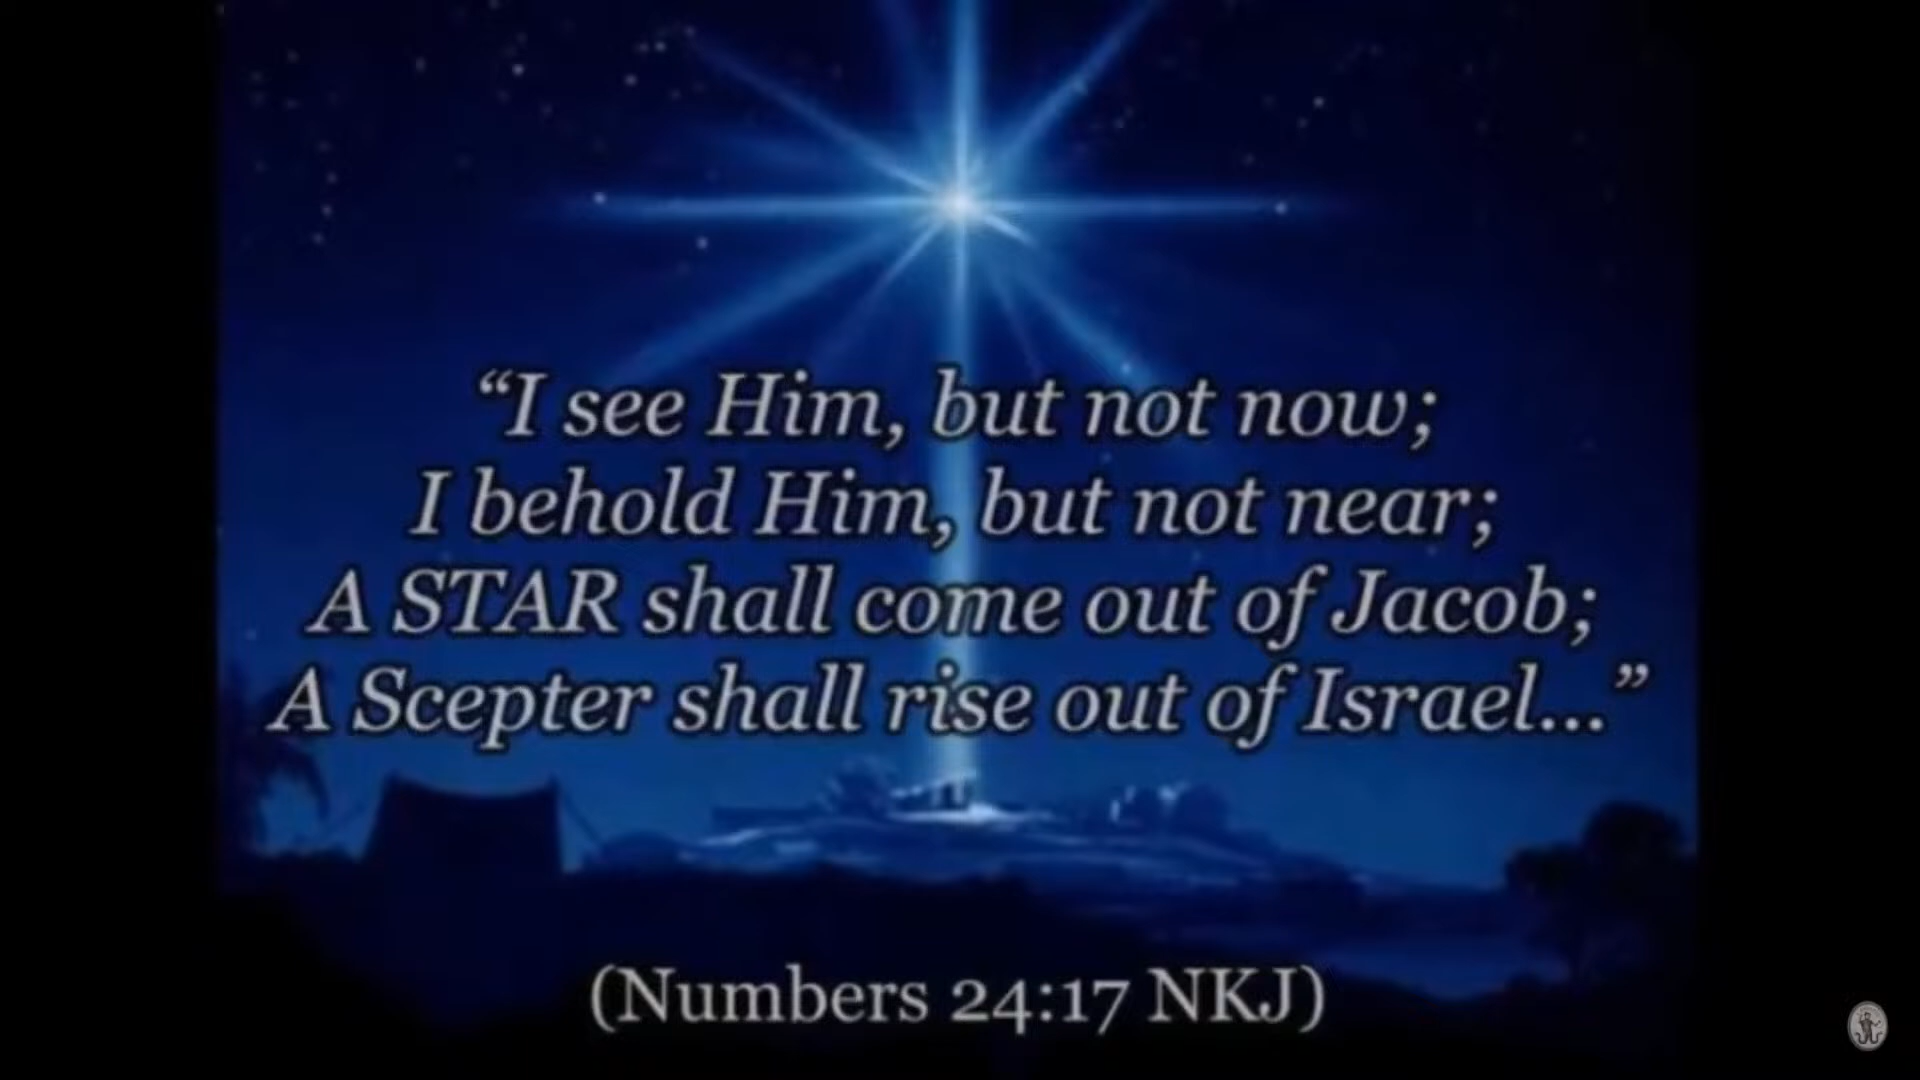 “I see Him, but not now;
I behold Him, but not near;
A STAR shall come out of Jacob;
A Scepter shall rise out of Israel...”
(Numbers 24:17 NKJ)